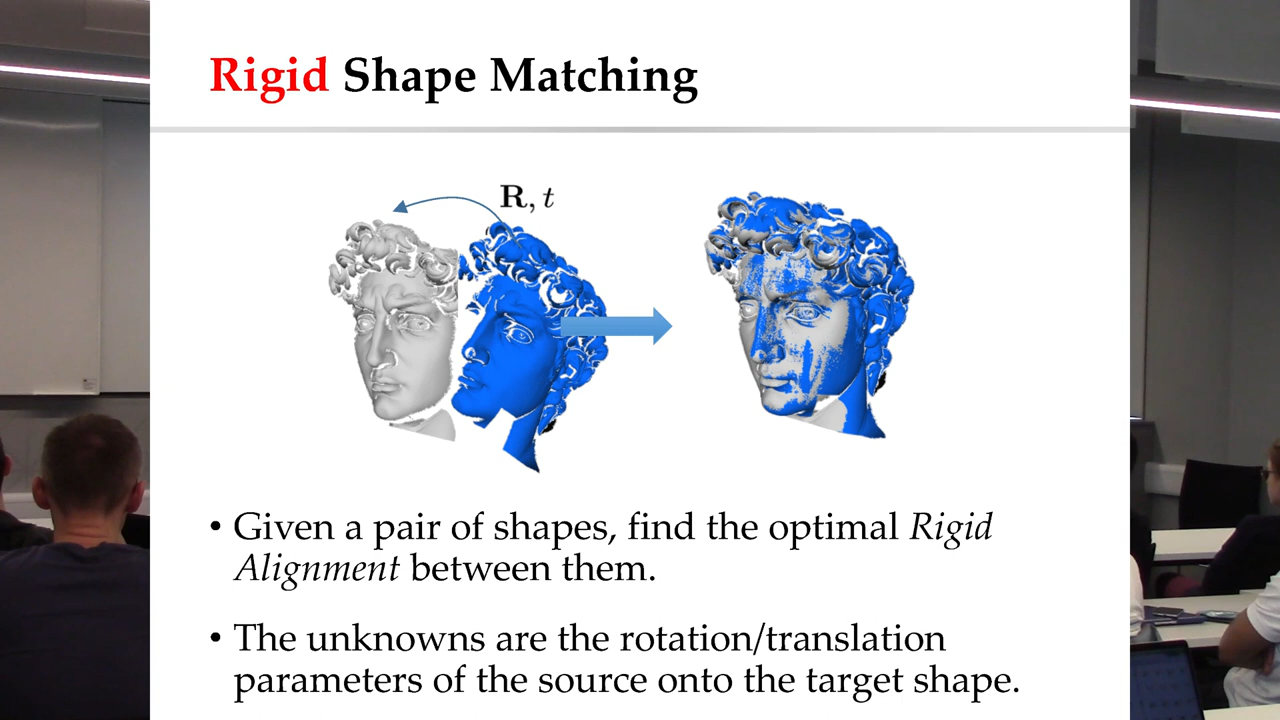 Rigid Shape Matching
R, t
• Given a pair of shapes, find the optimal Rigid
Alignment between them.
• The unknowns are the rotation/translation
parameters of the source onto the target shape.